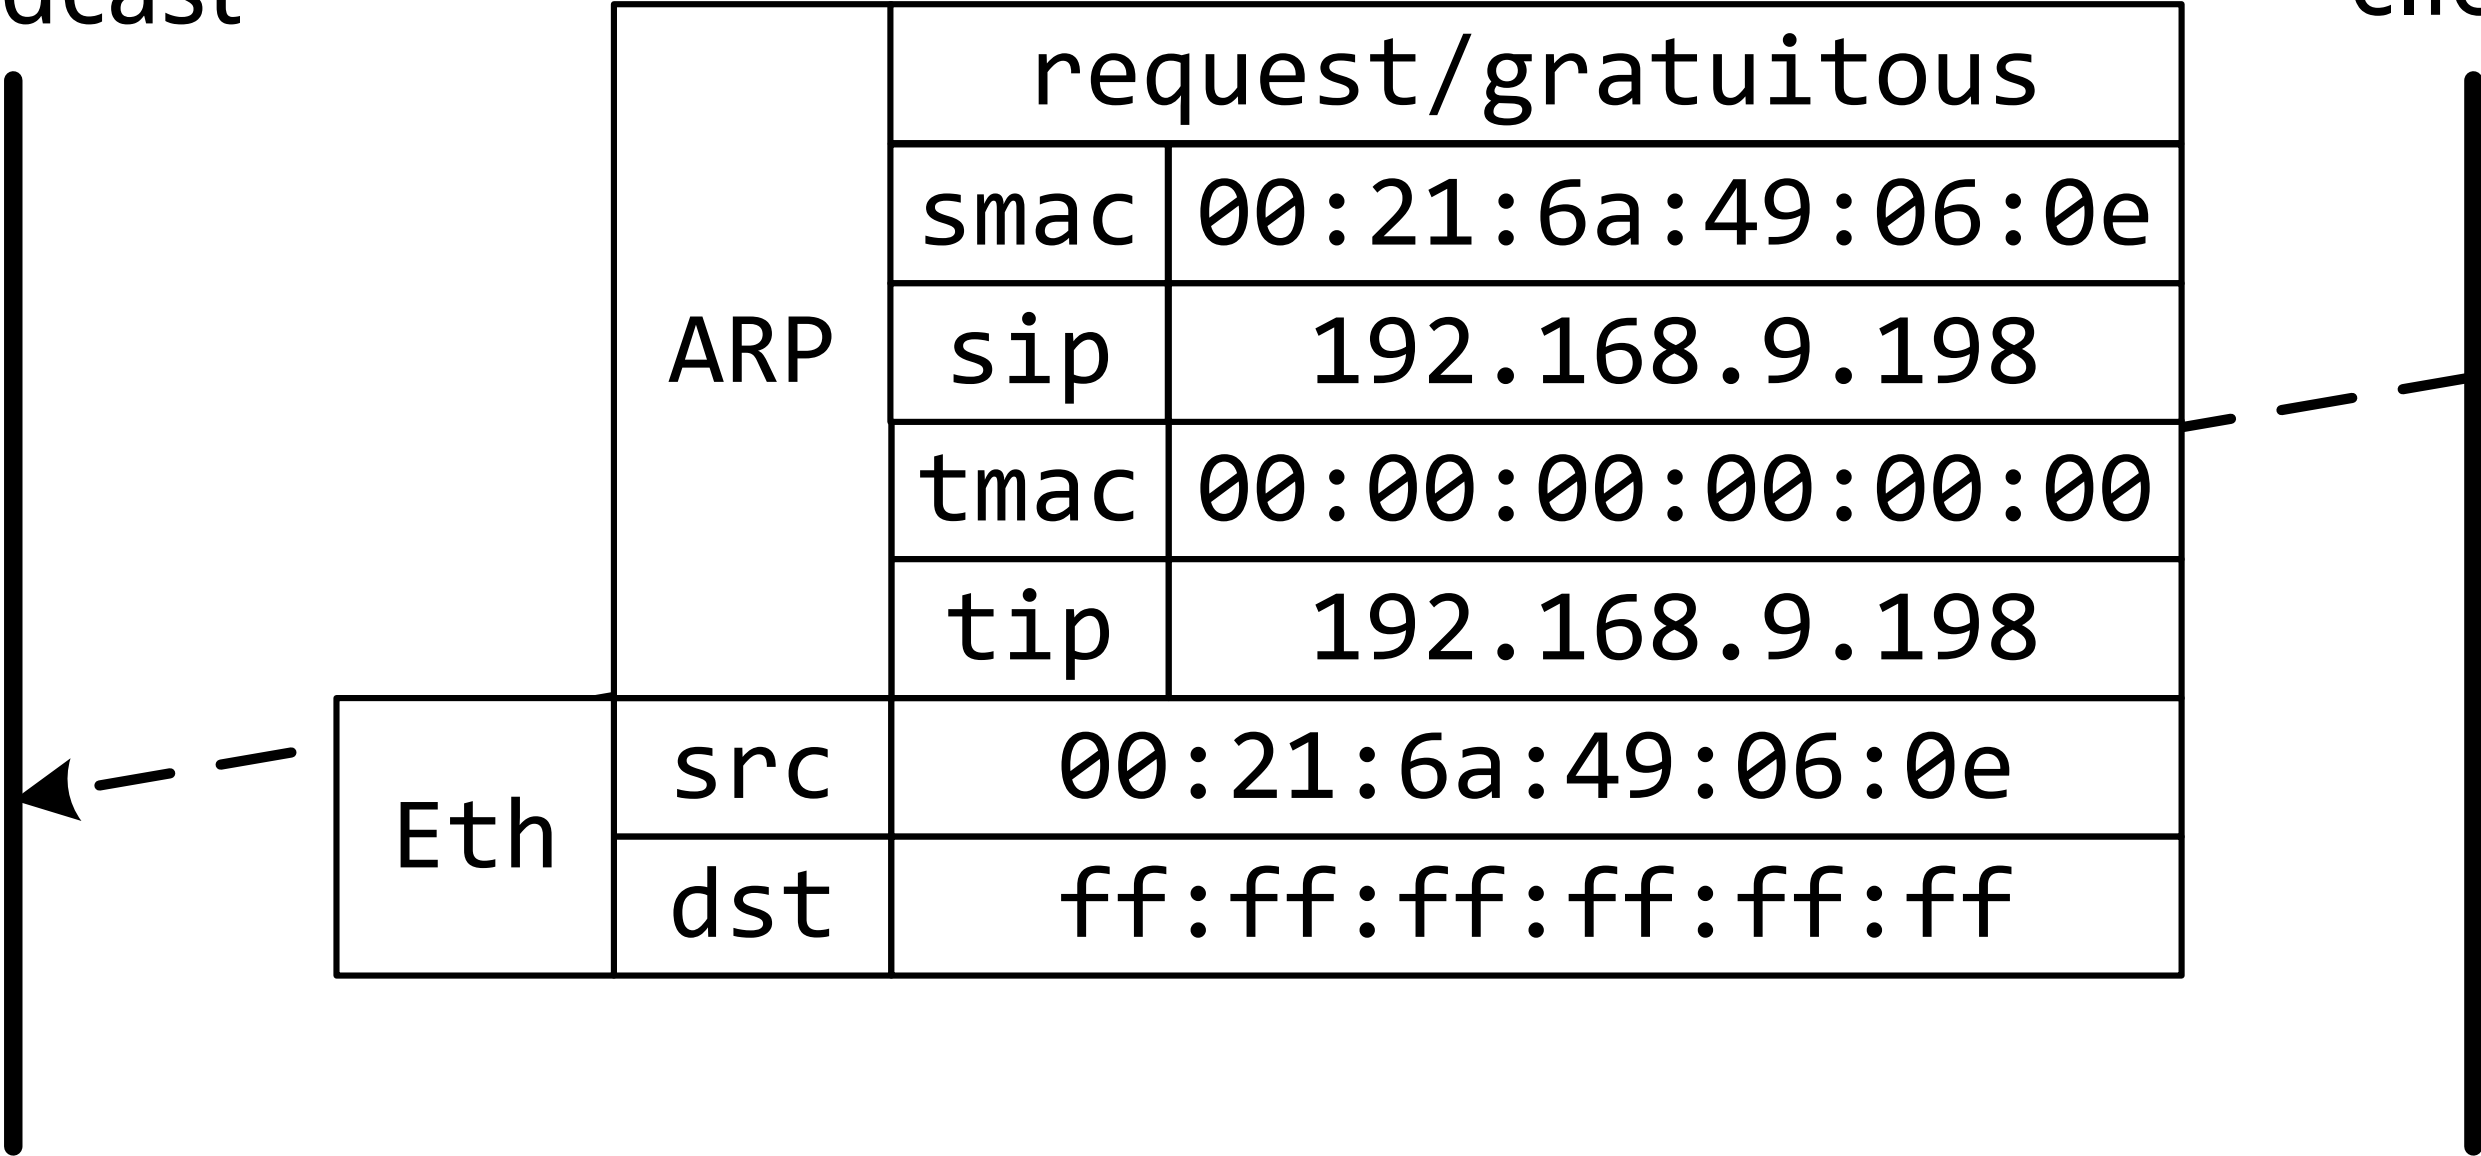 request/gratuitous
smac 00:21:6a:49:06:0e
ARP sip 192.168.9.198
tmac 00:00:00:00:00:00
tip 192.168.9.198
Eth src 00:21:6a:49:06:0e
dst ff:ff:ff:ff:ff:ff